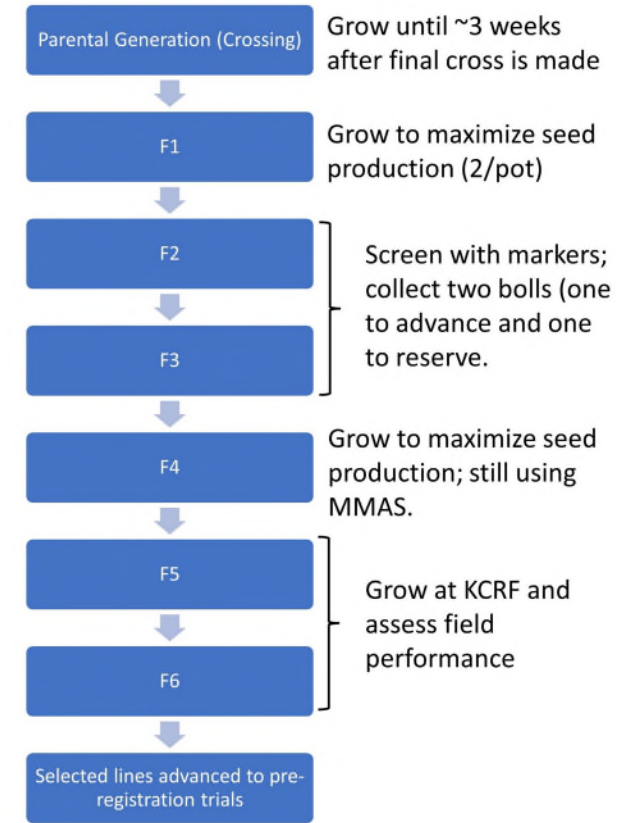 Parental Generation (Crossing)
Grow until ~3 weeks
after final cross is made
F1
Grow to maximize seed
production (2/pot)
F2
F3
Screen with markers;
collect two bolls (one
to advance and one
to reserve.
F4
Grow to maximize seed
production; still using
MMAS.
F5
F6
Grow at KCRF and
assess field
performance
Selected lines advanced to pre-
registration trials